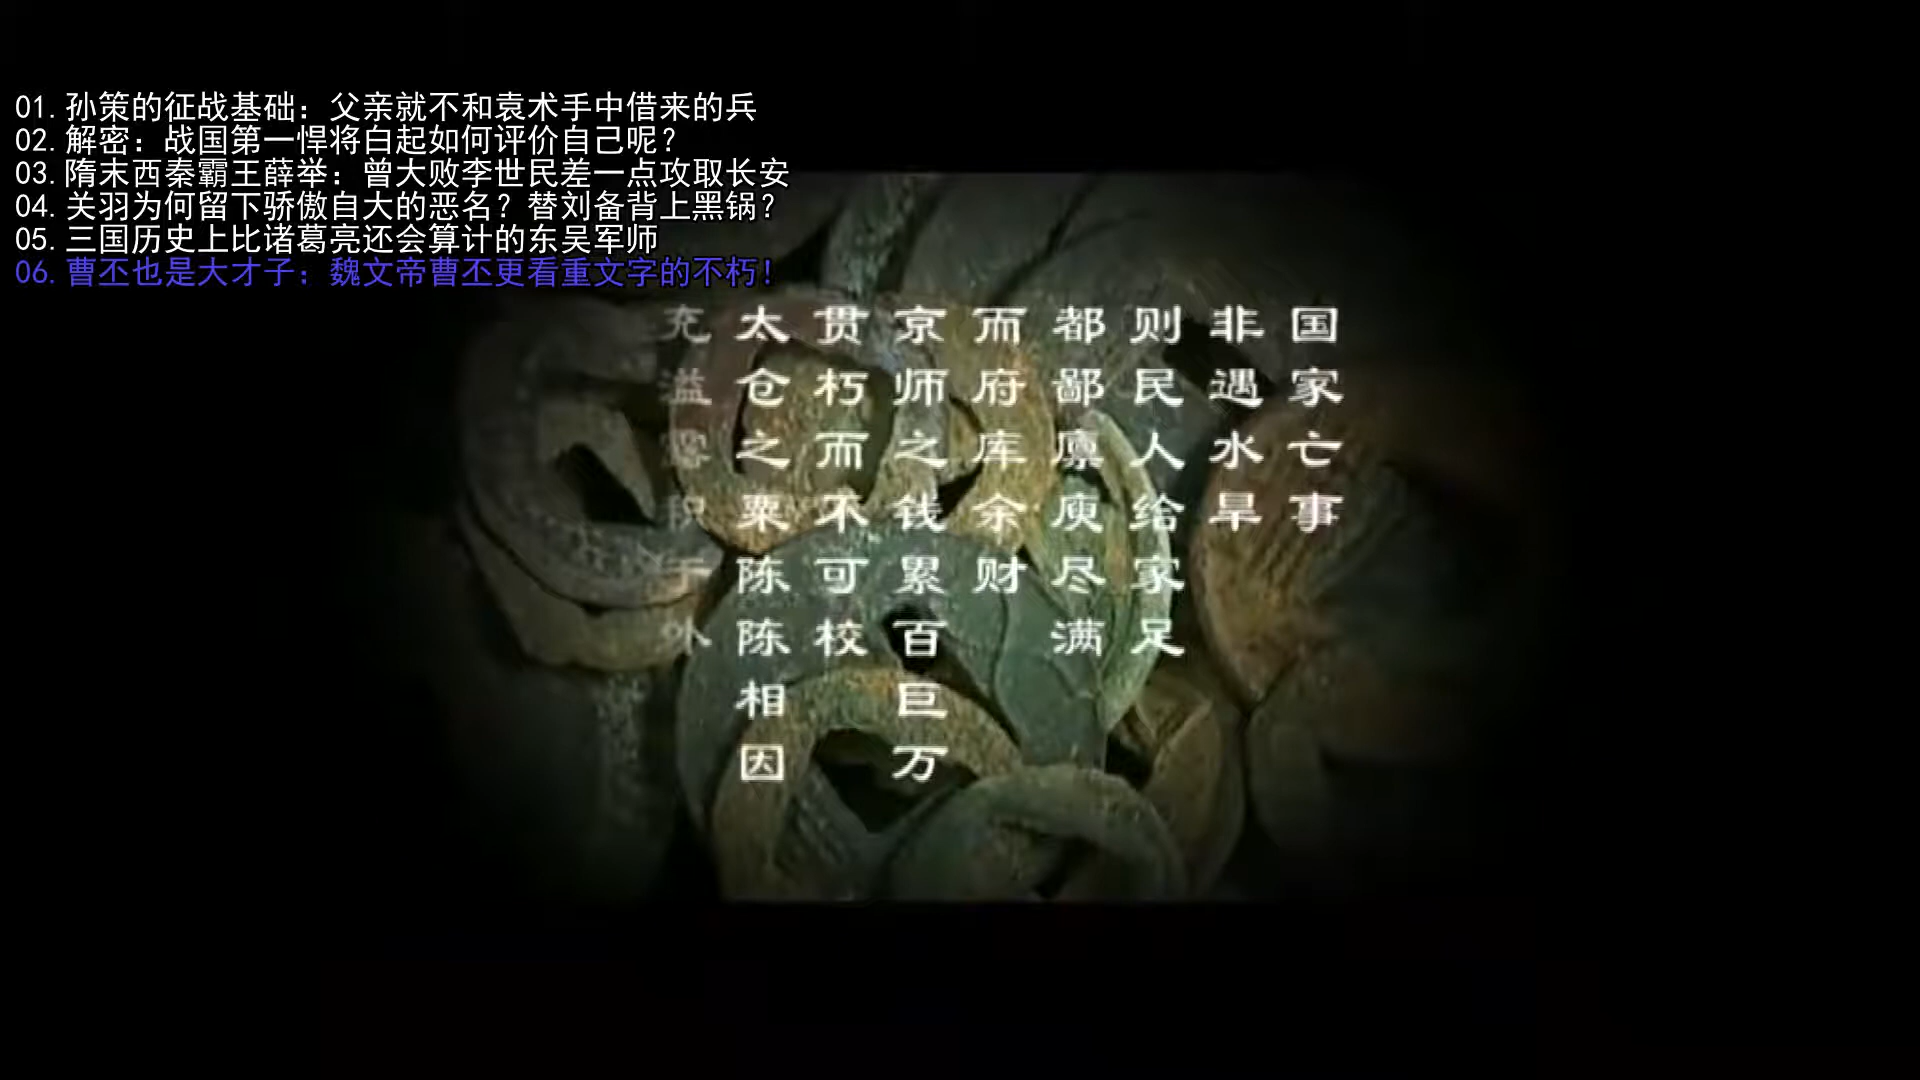 01.孙策的征战基础：父亲就不和袁术手中借来的兵
02.解密：战国第一悍将白起如何评价自己呢？
03.隋末西秦霸王薛举：曾大败李世民差一点攻取长安
04.关羽为何留下骄傲自大的恶名？替刘备背上黑锅？
05.三国历史上比诸葛亮还会算计的东吴军师
06.曹丕也是大才子：魏文帝曹丕更看重文字的不朽！
国家亡事
非遇水旱
则民人给家足
都鄙廪庾尽满
而府库余财
京师之钱累百巨万
贯朽而不可校
太仓之粟陈陈相因
充溢露积于外